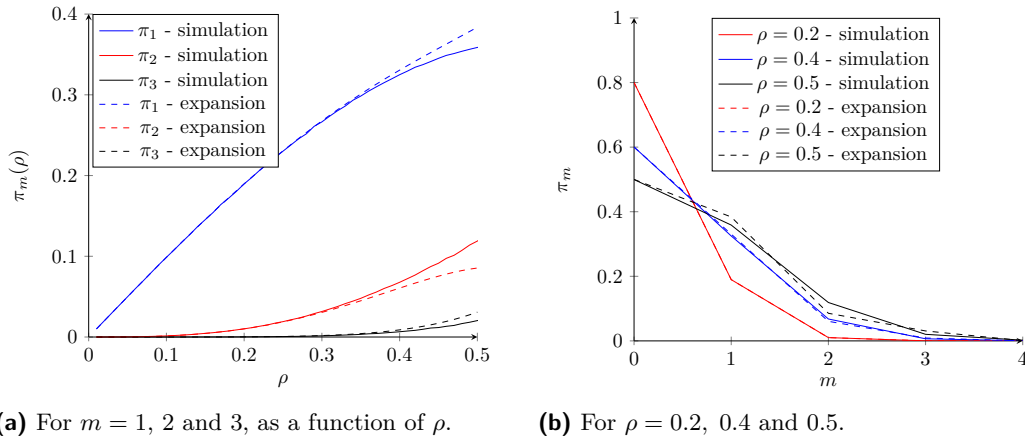 0.4
0.3
0.2
0.1
0
π₁ - simulation
π₂ - simulation
π₃ - simulation
π₁ - expansion
π₂ - expansion
π₃ - expansion
πₘ(ρ)
0 0.1 0.2 0.3 0.4 0.5
ρ
(a) For m = 1, 2 and 3, as a function of ρ.
1
0.8
0.6
0.4
0.2
0
ρ = 0.2 - simulation
ρ = 0.4 - simulation
ρ = 0.5 - simulation
ρ = 0.2 - expansion
ρ = 0.4 - expansion
ρ = 0.5 - expansion
πₘ
0 1 2 3 4
m
(b) For ρ = 0.2, 0.4 and 0.5.